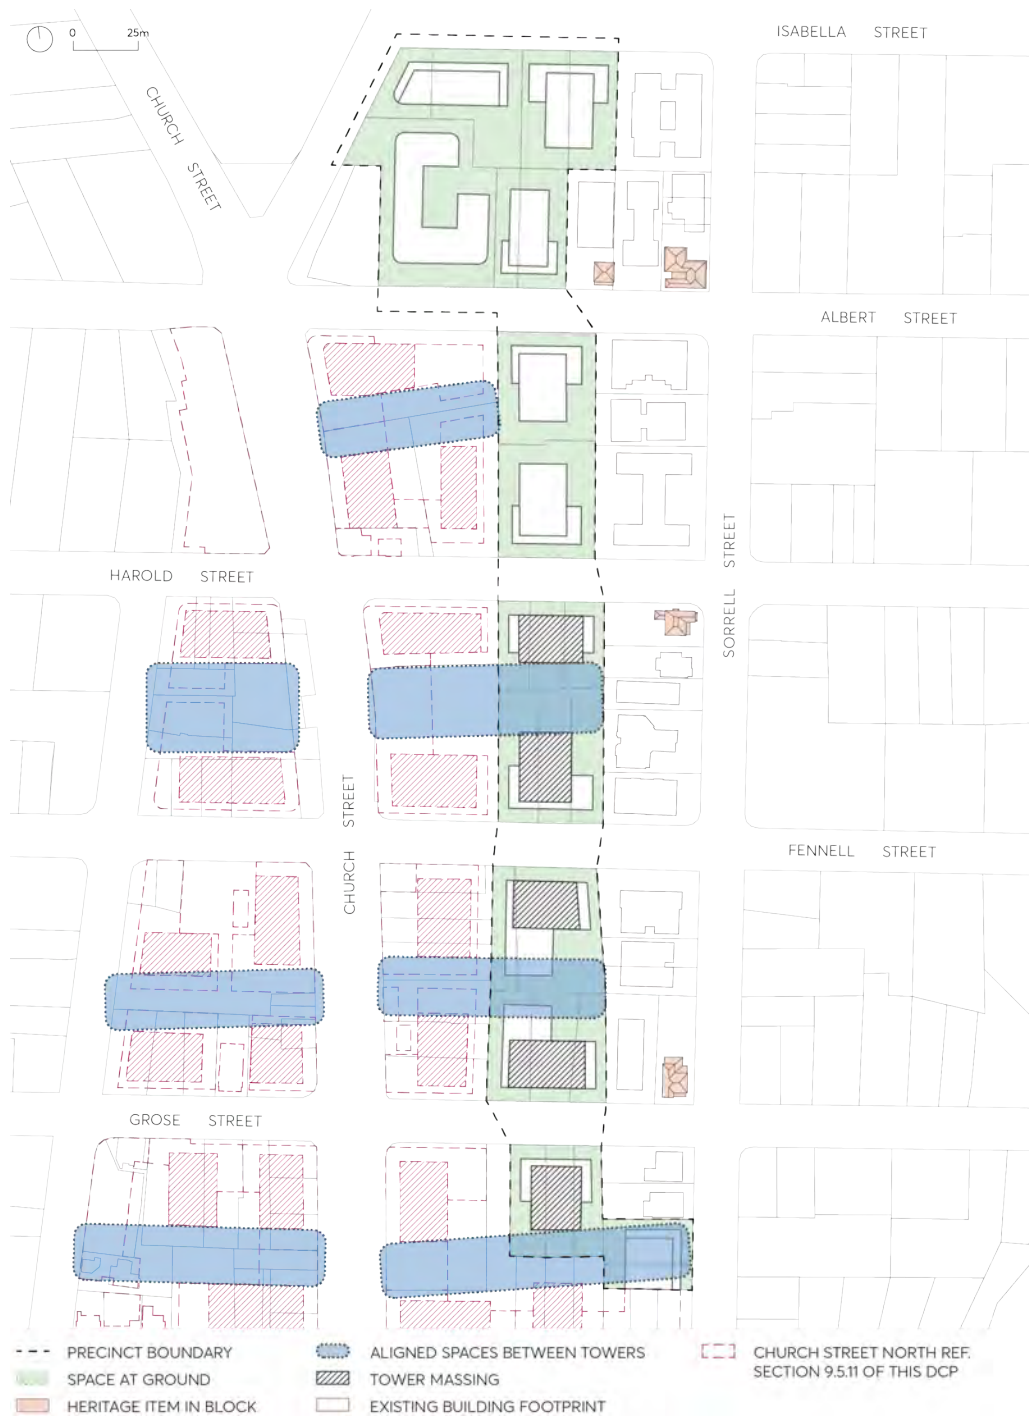 0 25m
ISABELLA STREET
CHURCH STREET
ALBERT STREET
SORRELL STREET
HAROLD STREET
CHURCH STREET
FENNELL STREET
GROSE STREET
PRECINCT BOUNDARY
SPACE AT GROUND
HERITAGE ITEM IN BLOCK
ALIGNED SPACES BETWEEN TOWERS
TOWER MASSING
EXISTING BUILDING FOOTPRINT
CHURCH STREET NORTH REF.
SECTION 9.5.11 OF THIS DCP